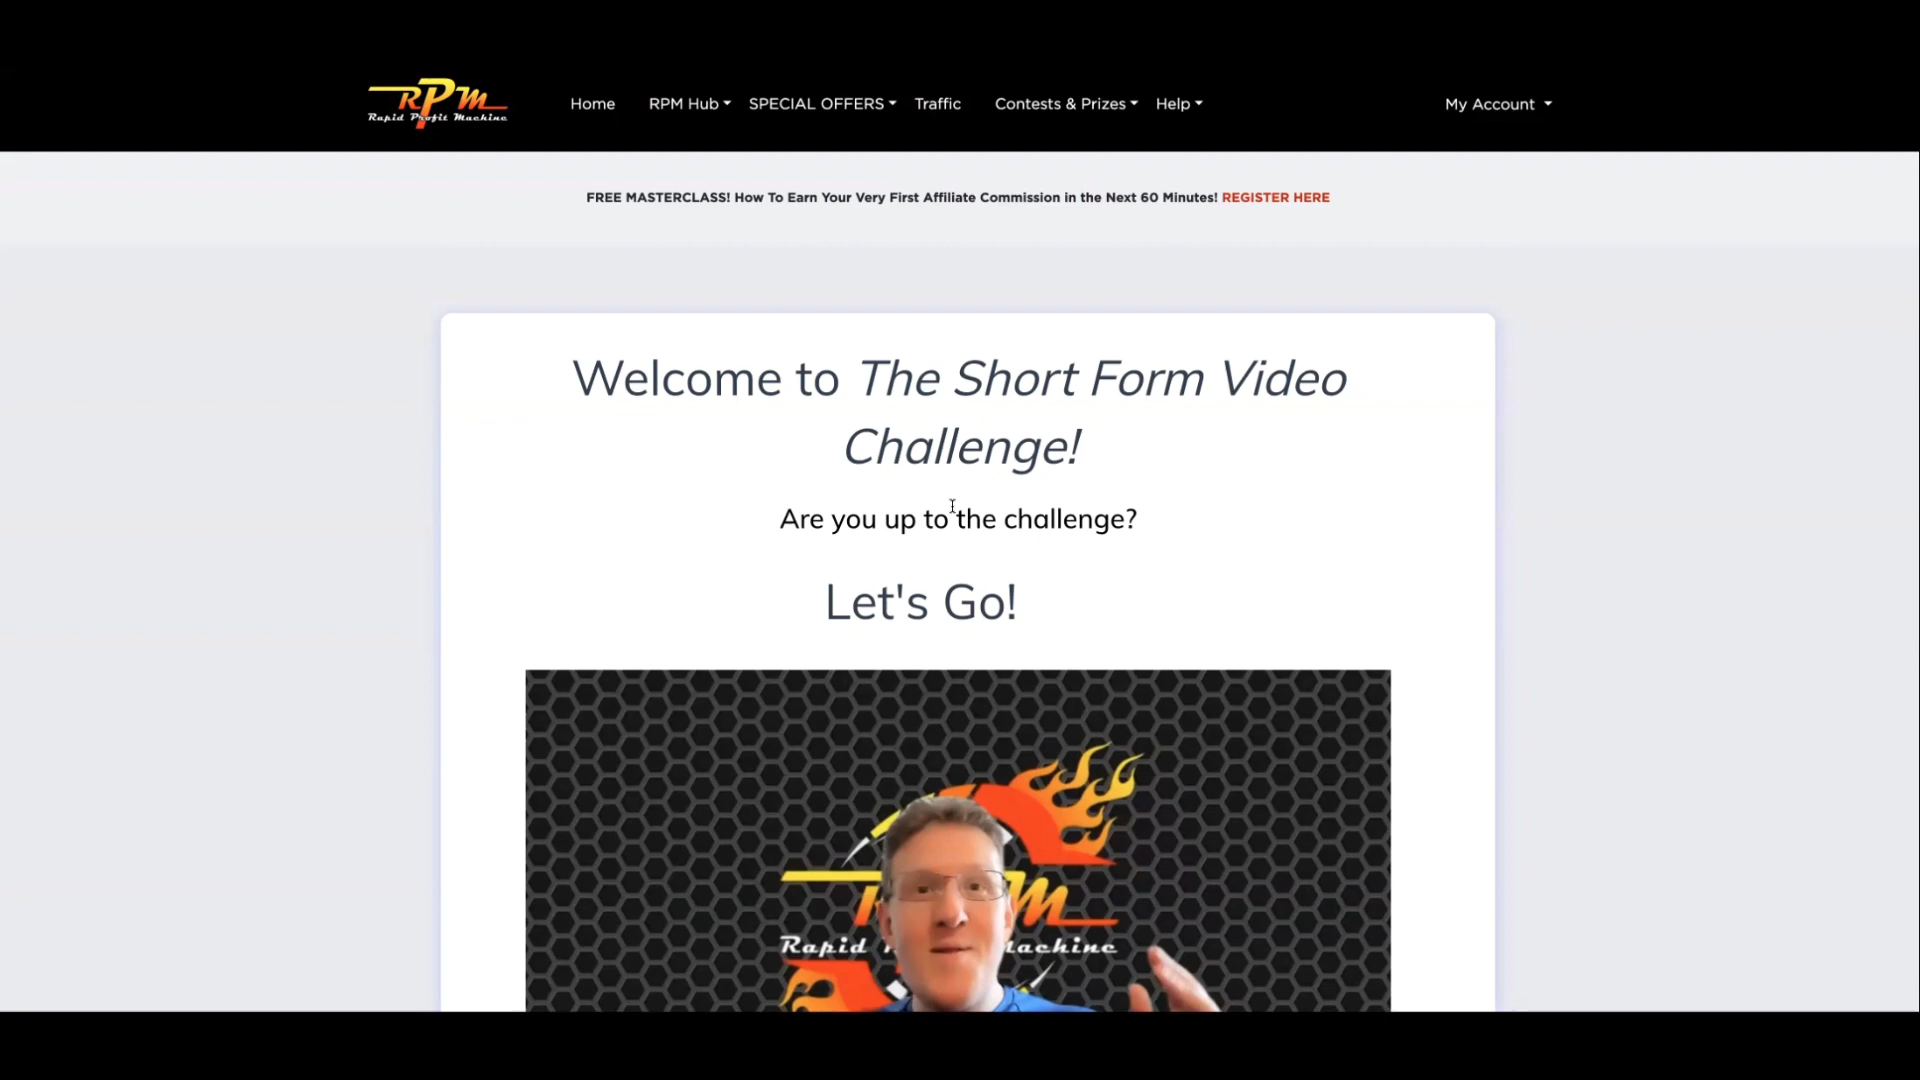 RPM
Rapid Profit Machine
Home
RPM Hub
SPECIAL OFFERS
Traffic
Contests & Prizes
Help
My Account
FREE MASTERCLASS! How To Earn Your Very First Affiliate Commission in the Next 60 Minutes! REGISTER HERE
Welcome to The Short Form Video
Challenge!
Are you up to the challenge?
Let's Go!
Rapid